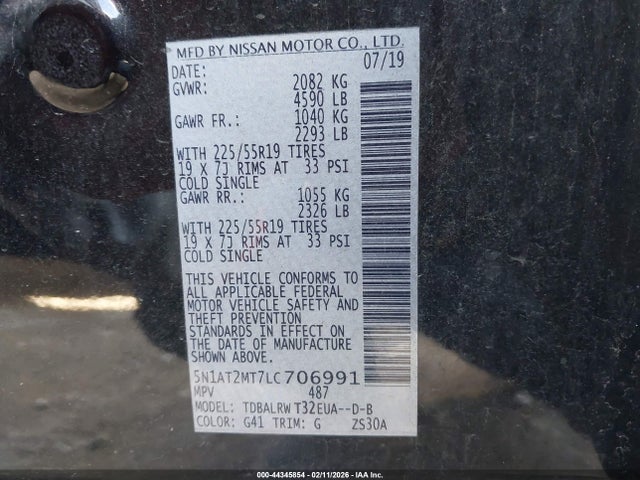 MFD BY NISSAN MOTOR CO., LTD.
DATE: 07/19
GVWR: 2082 KG
4590 LB
GAWR FR.: 1040 KG
2293 LB
WITH 225/55R19 TIRES
19 X 7J RIMS AT 33 PSI
COLD SINGLE
GAWR RR.: 1055 KG
2326 LB
WITH 225/55R19 TIRES
19 X 7J RIMS AT 33 PSI
COLD SINGLE
THIS VEHICLE CONFORMS TO
ALL APPLICABLE FEDERAL
MOTOR VEHICLE SAFETY AND
THEFT PREVENTION
STANDARDS IN EFFECT ON
THE DATE OF MANUFACTURE
SHOWN ABOVE.
5N1AT2MT7LC706991
MPV 487
MODEL: TDBALRW T32EUA--D-B
COLOR: G41 TRIM: G ZS30A
000-44345854 | 02/11/2026 | IAA Inc.